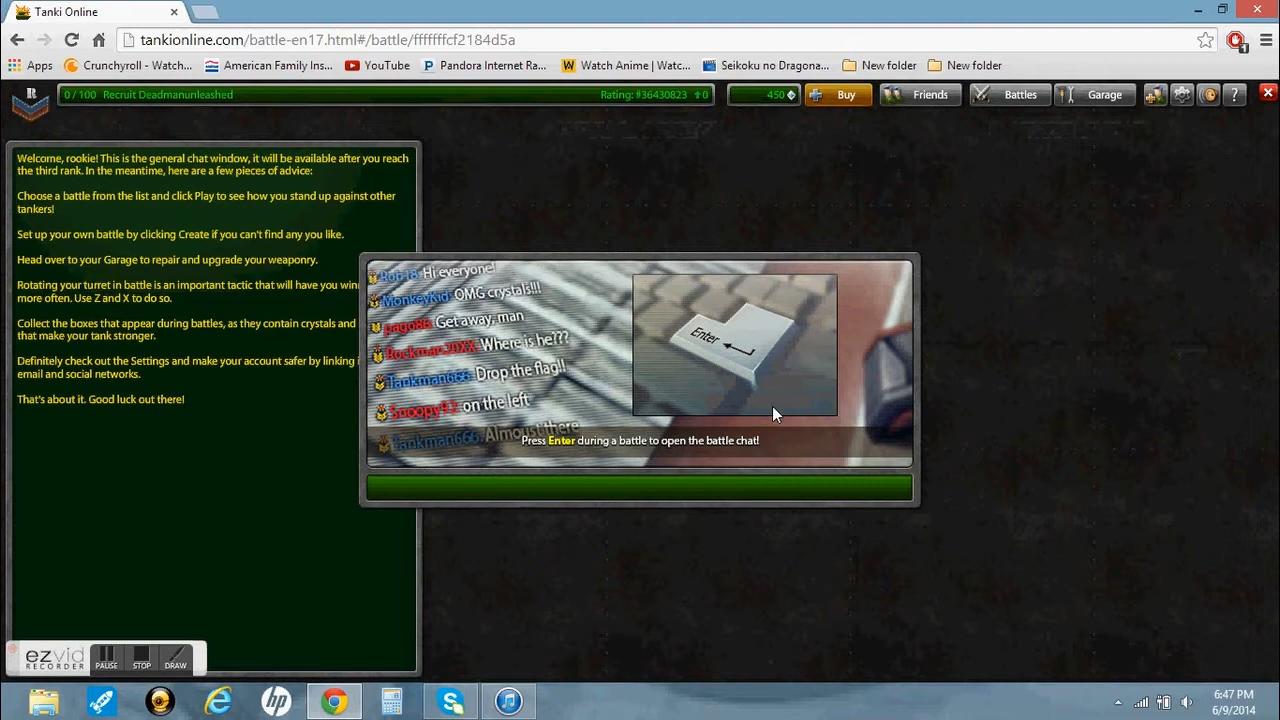 Tanki Online
tankionline.com/battle-en17.html#/battle/fffffffcf2184d5a
Apps Crunchyroll - Watch... American Family Ins... YouTube Pandora Internet Ra... Watch Anime | Watc... Seikoku no Dragona... New folder New folder
R 0 / 100 Recruit Deadmanunleashed Rating: #36430823 0 450 Buy Friends Battles Garage ?
Welcome, rookie! This is the general chat window, it will be available after you reach
the third rank. In the meantime, here are a few pieces of advice:
Choose a battle from the list and click Play to see how you stand up against other
tankers!
Set up your own battle by clicking Create if you can't find any you like.
Head over to your Garage to repair and upgrade your weaponry.
Rotating your turret in battle is an important tactic that will have you
more often. Use Z and X to do so.
Collect the boxes that appear during battles, as they contain crystals and
that make your tank stronger.
Definitely check out the Settings and make your account safer by linking
email and social networks.
That's about it. Good luck out there!
Hi everyone!
MonkeyKid: OMG crystals!!!
Get away, man
Where is he???
Tankman666: Drop the flag!!
on the left
Tankman666: Almoust there
Enter
Press Enter during a battle to open the battle chat!
ezvid
RECORDER
PAUSE STOP DRAW
hp
6:47 PM
6/9/2014